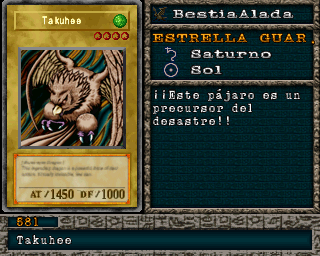 Takuhee
AT/1450 DF/1000
BestiaAlada
ESTRELLA GUAR.
Saturno
Sol
¡¡Este pájaro es un
precursor del
desastre!!
581
Takuhee